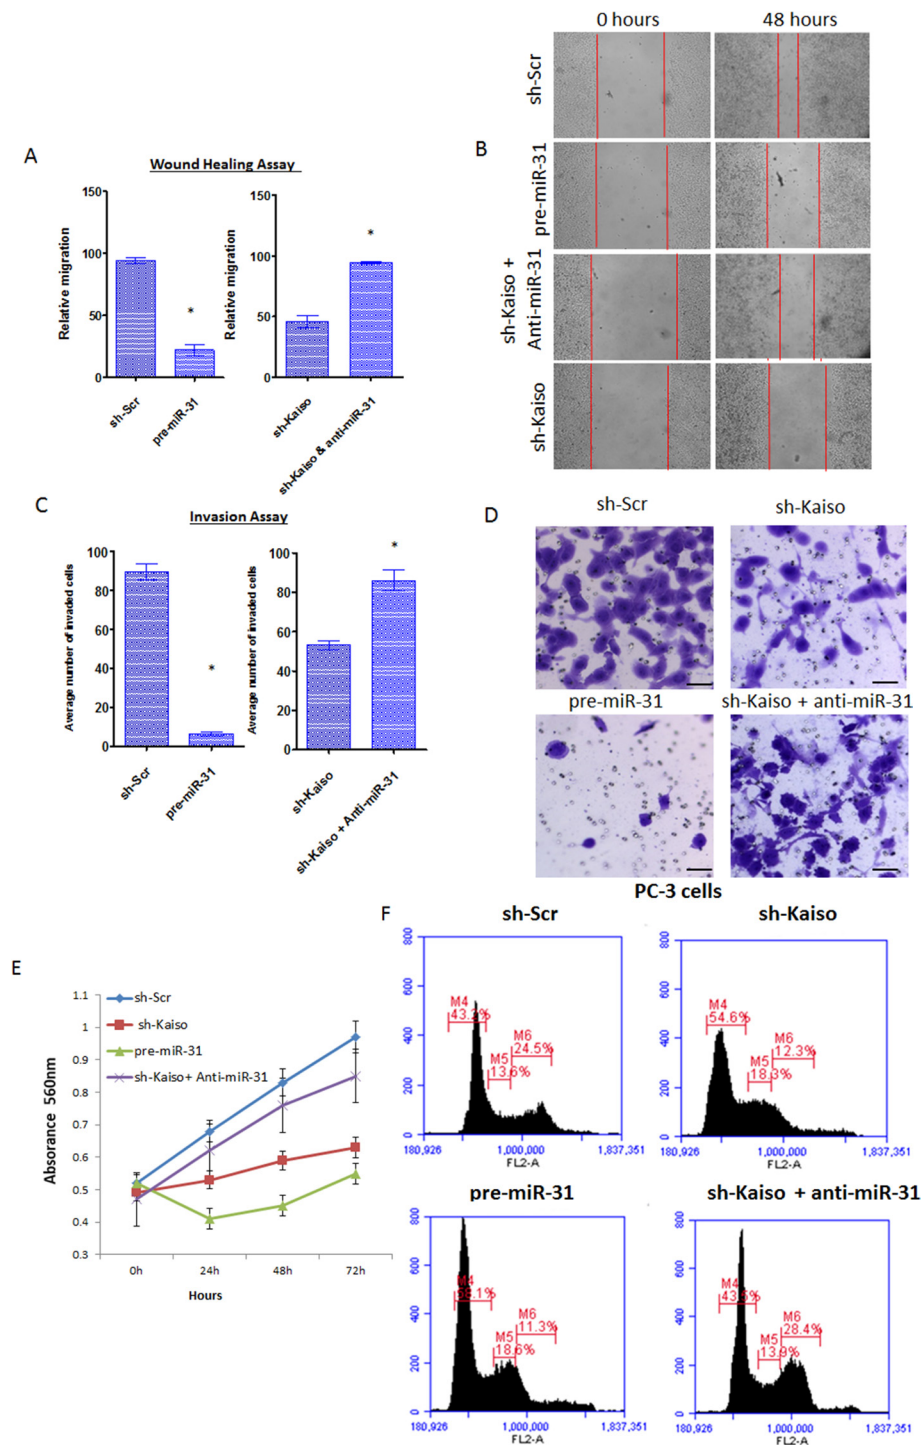 0 hours
48 hours
sh-Scr
pre-miR-31
sh-Kaiso +
Anti-miR-31
sh-Kaiso
A
B
Wound Healing Assay
Relative migration
150
100
50
0
sh-Scr
pre-miR-31
*
Relative migration
150
100
50
0
sh-Kaiso
sh-Kaiso & anti-miR-31
*
C
Invasion Assay
Average number of invaded cells
100
80
60
40
20
0
sh-Scr
pre-miR-31
*
Average number of invaded cells
100
80
60
40
20
0
sh-Kaiso
sh-Kaiso + Anti-miR-31
*
D
sh-Scr
sh-Kaiso
pre-miR-31
sh-Kaiso + anti-miR-31
E
Absorance 560nm
1.1
1
0.9
0.8
0.7
0.6
0.5
0.4
0.3
sh-Scr
sh-Kaiso
pre-miR-31
sh-Kaiso+ Anti-miR-31
0h
24h
48h
72h
Hours
F
PC-3 cells
sh-Scr
800
600
400
200
0
M4
M6
24.5%
M5
13.6%
180,926
1,000,000
1,837,351
FL2-A
sh-Kaiso
800
600
400
200
0
M4
54.6%
M6
12.3%
M5
18.3%
180,926
1,000,000
1,837,351
FL2-A
pre-miR-31
800
600
400
200
0
M4
M6
11.3%
M5
18.6%
180,926
1,000,000
1,837,351
FL2-A
sh-Kaiso + anti-miR-31
800
600
400
200
0
M4
M6
28.4%
M5
13.9%
180,926
1,000,000
1,837,351
FL2-A